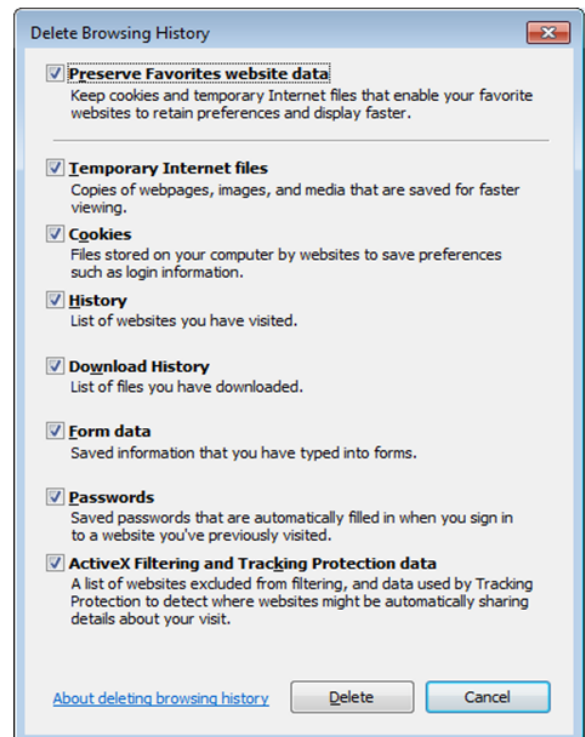 Delete Browsing History
Preserve Favorites website data
Keep cookies and temporary Internet files that enable your favorite
websites to retain preferences and display faster.
Temporary Internet files
Copies of webpages, images, and media that are saved for faster
viewing.
Cookies
Files stored on your computer by websites to save preferences
such as login information.
History
List of websites you have visited.
Download History
List of files you have downloaded.
Form data
Saved information that you have typed into forms.
Passwords
Saved passwords that are automatically filled in when you sign in
to a website you've previously visited.
ActiveX Filtering and Tracking Protection data
A list of websites excluded from filtering, and data used by Tracking
Protection to detect where websites might be automatically sharing
details about your visit.
About deleting browsing history
Delete
Cancel